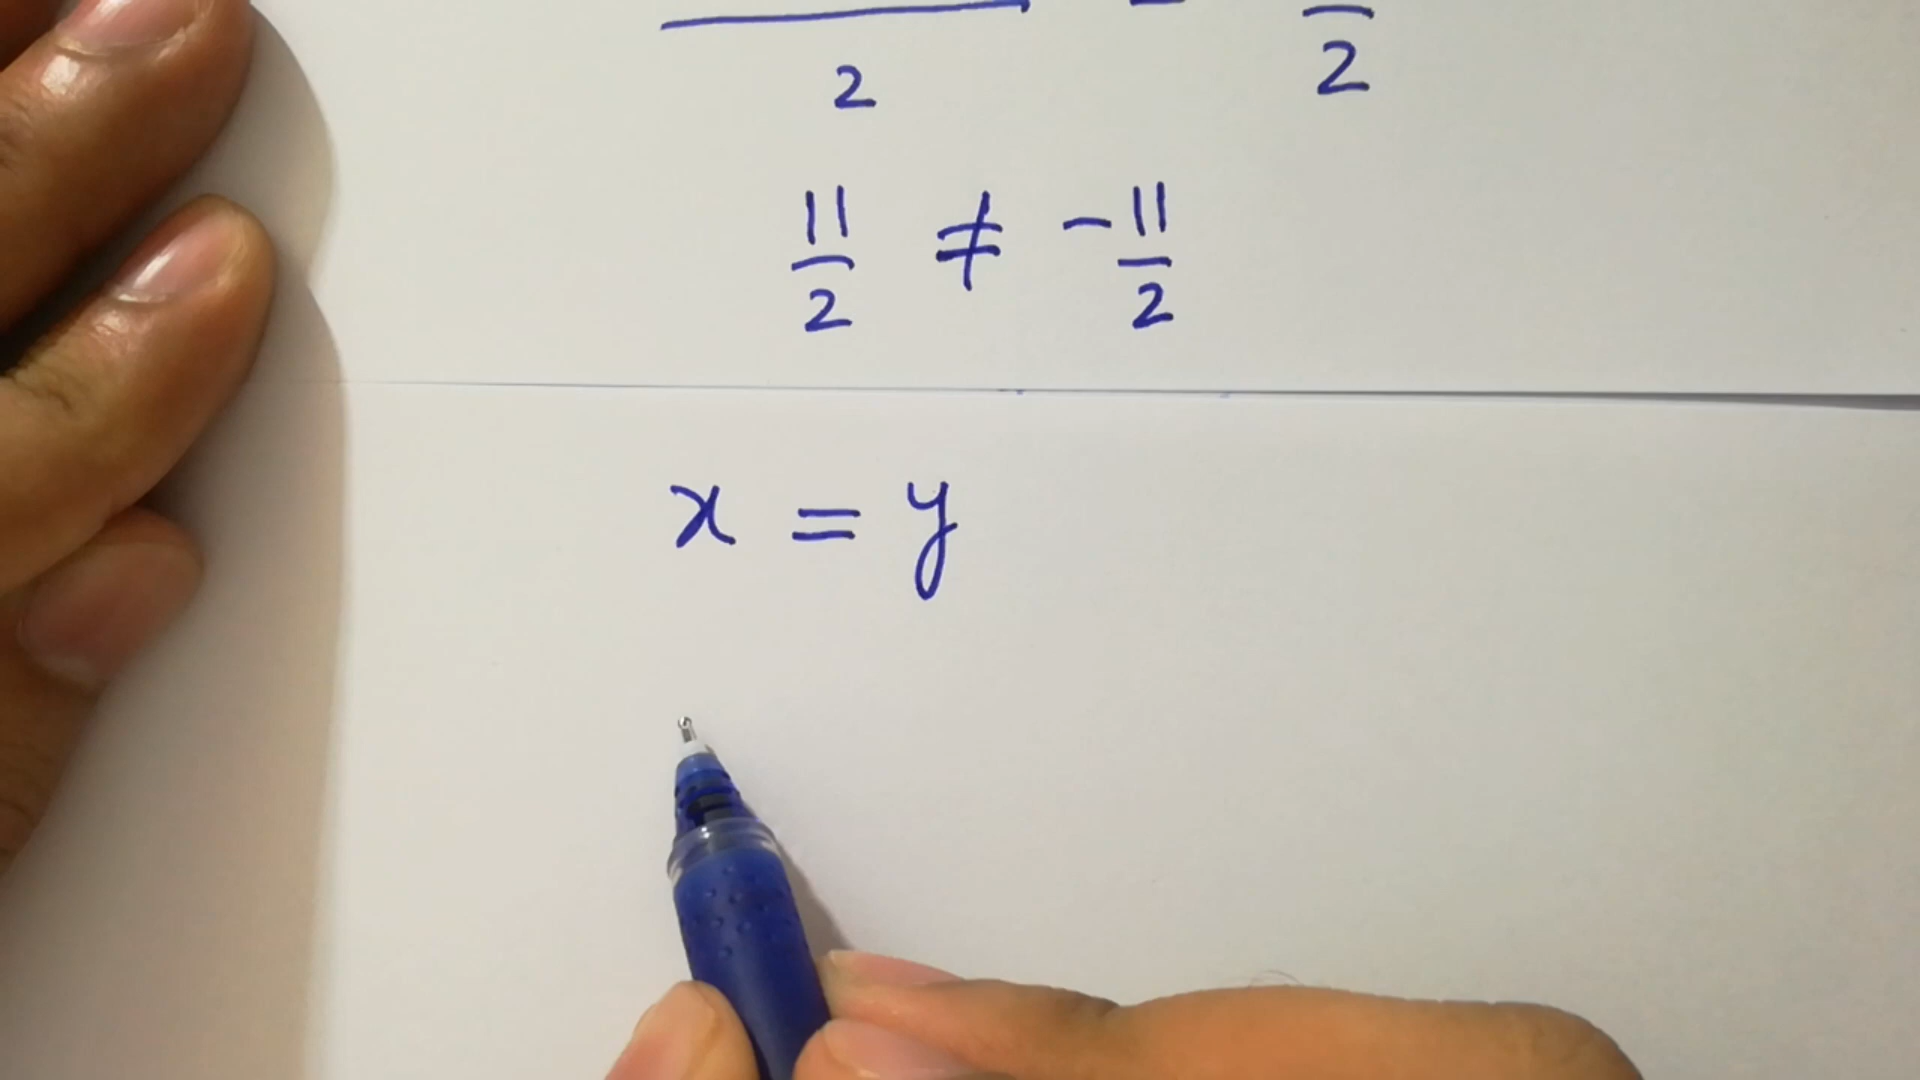 2 - 2
11/2 ≠ -11/2
x = y